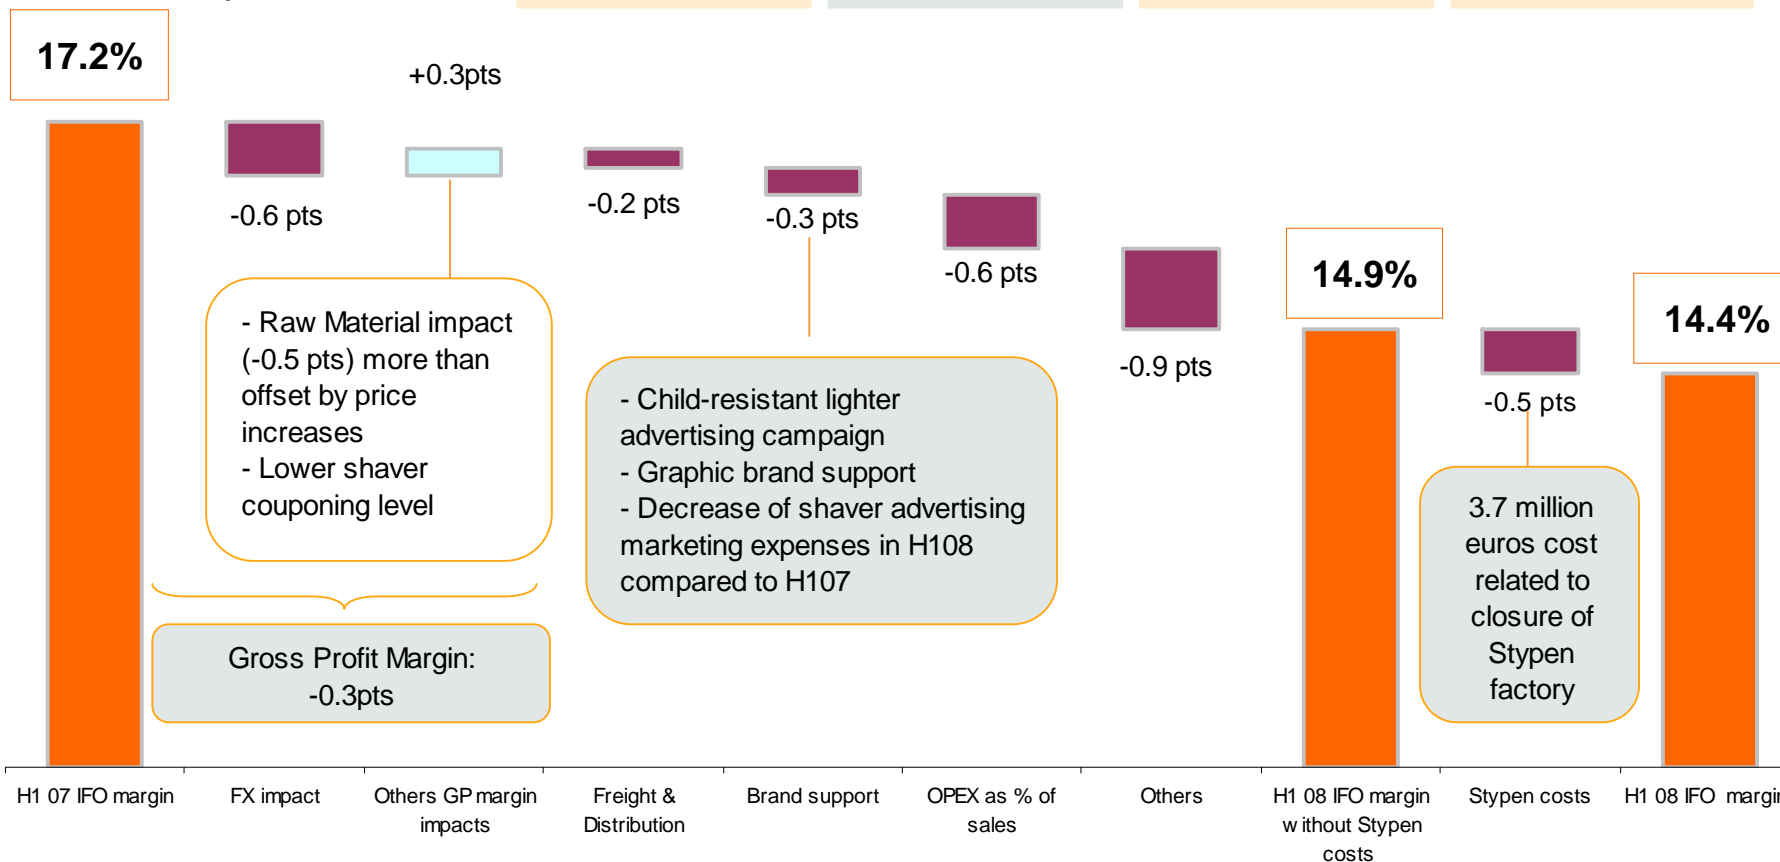 17.2%
+0.3pts
-0.6 pts
-0.2 pts
-0.3 pts
-0.6 pts
-0.9 pts
14.9%
-0.5 pts
14.4%
- Raw Material impact
(-0.5 pts) more than
offset by price
increases
- Lower shaver
couponing level
- Child-resistant lighter
advertising campaign
- Graphic brand support
- Decrease of shaver advertising
marketing expenses in H108
compared to H107
3.7 million
euros cost
related to
closure of
Stypen
factory
Gross Profit Margin:
-0.3pts
H1 07 IFO margin
FX impact
Others GP margin
impacts
Freight &
Distribution
Brand support
OPEX as % of
sales
Others
H1 08 IFO margin
without Stypen
costs
Stypen costs
H1 08 IFO margin